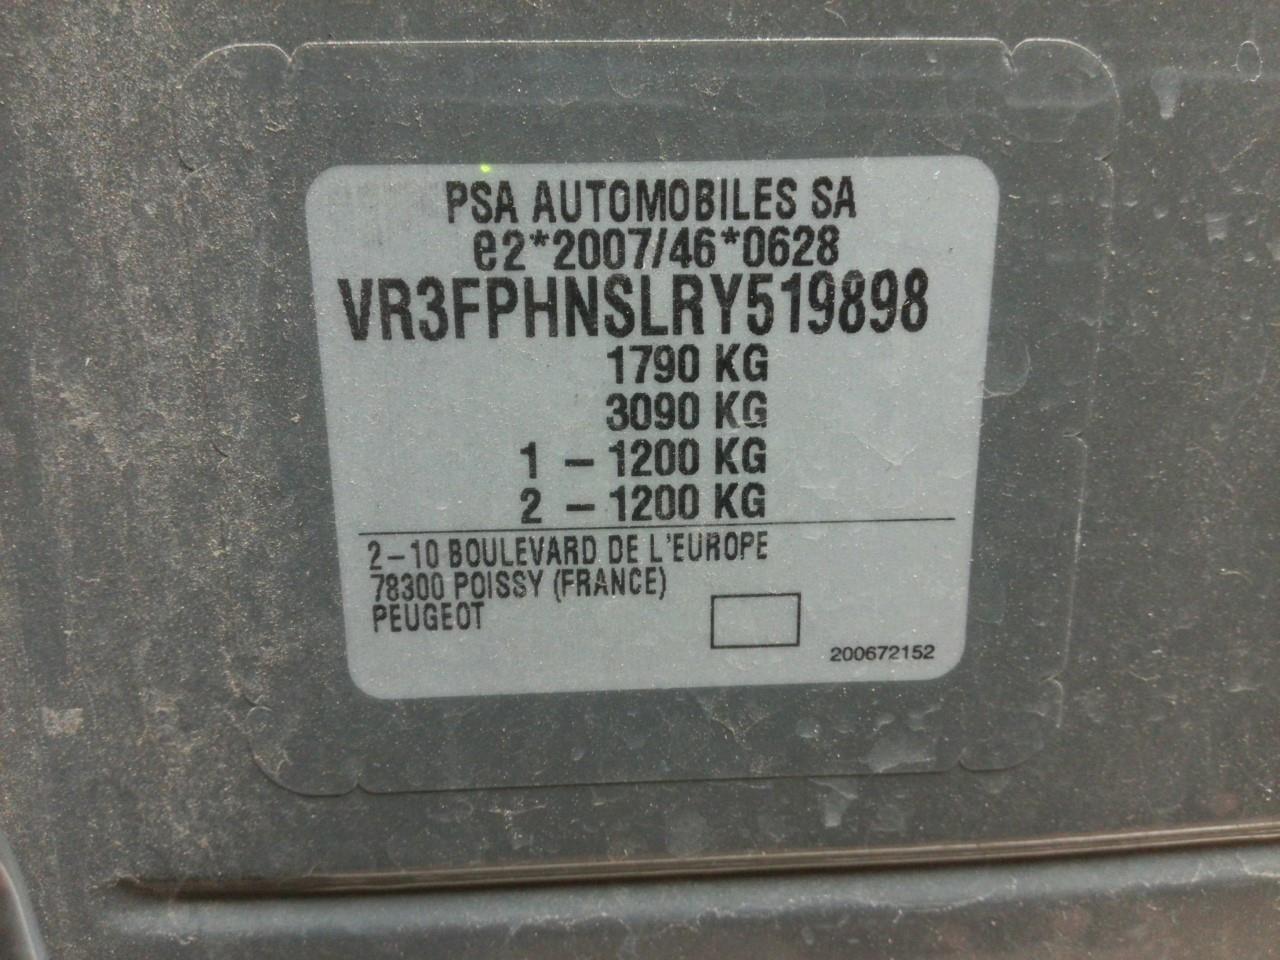 PSA AUTOMOBILES SA
e2*2007/46*0628
VR3FPHNSLRY519898
1790 KG
3090 KG
1 – 1200 KG
2 – 1200 KG
2–10 BOULEVARD DE L'EUROPE
78300 POISSY (FRANCE)
PEUGEOT
200672152